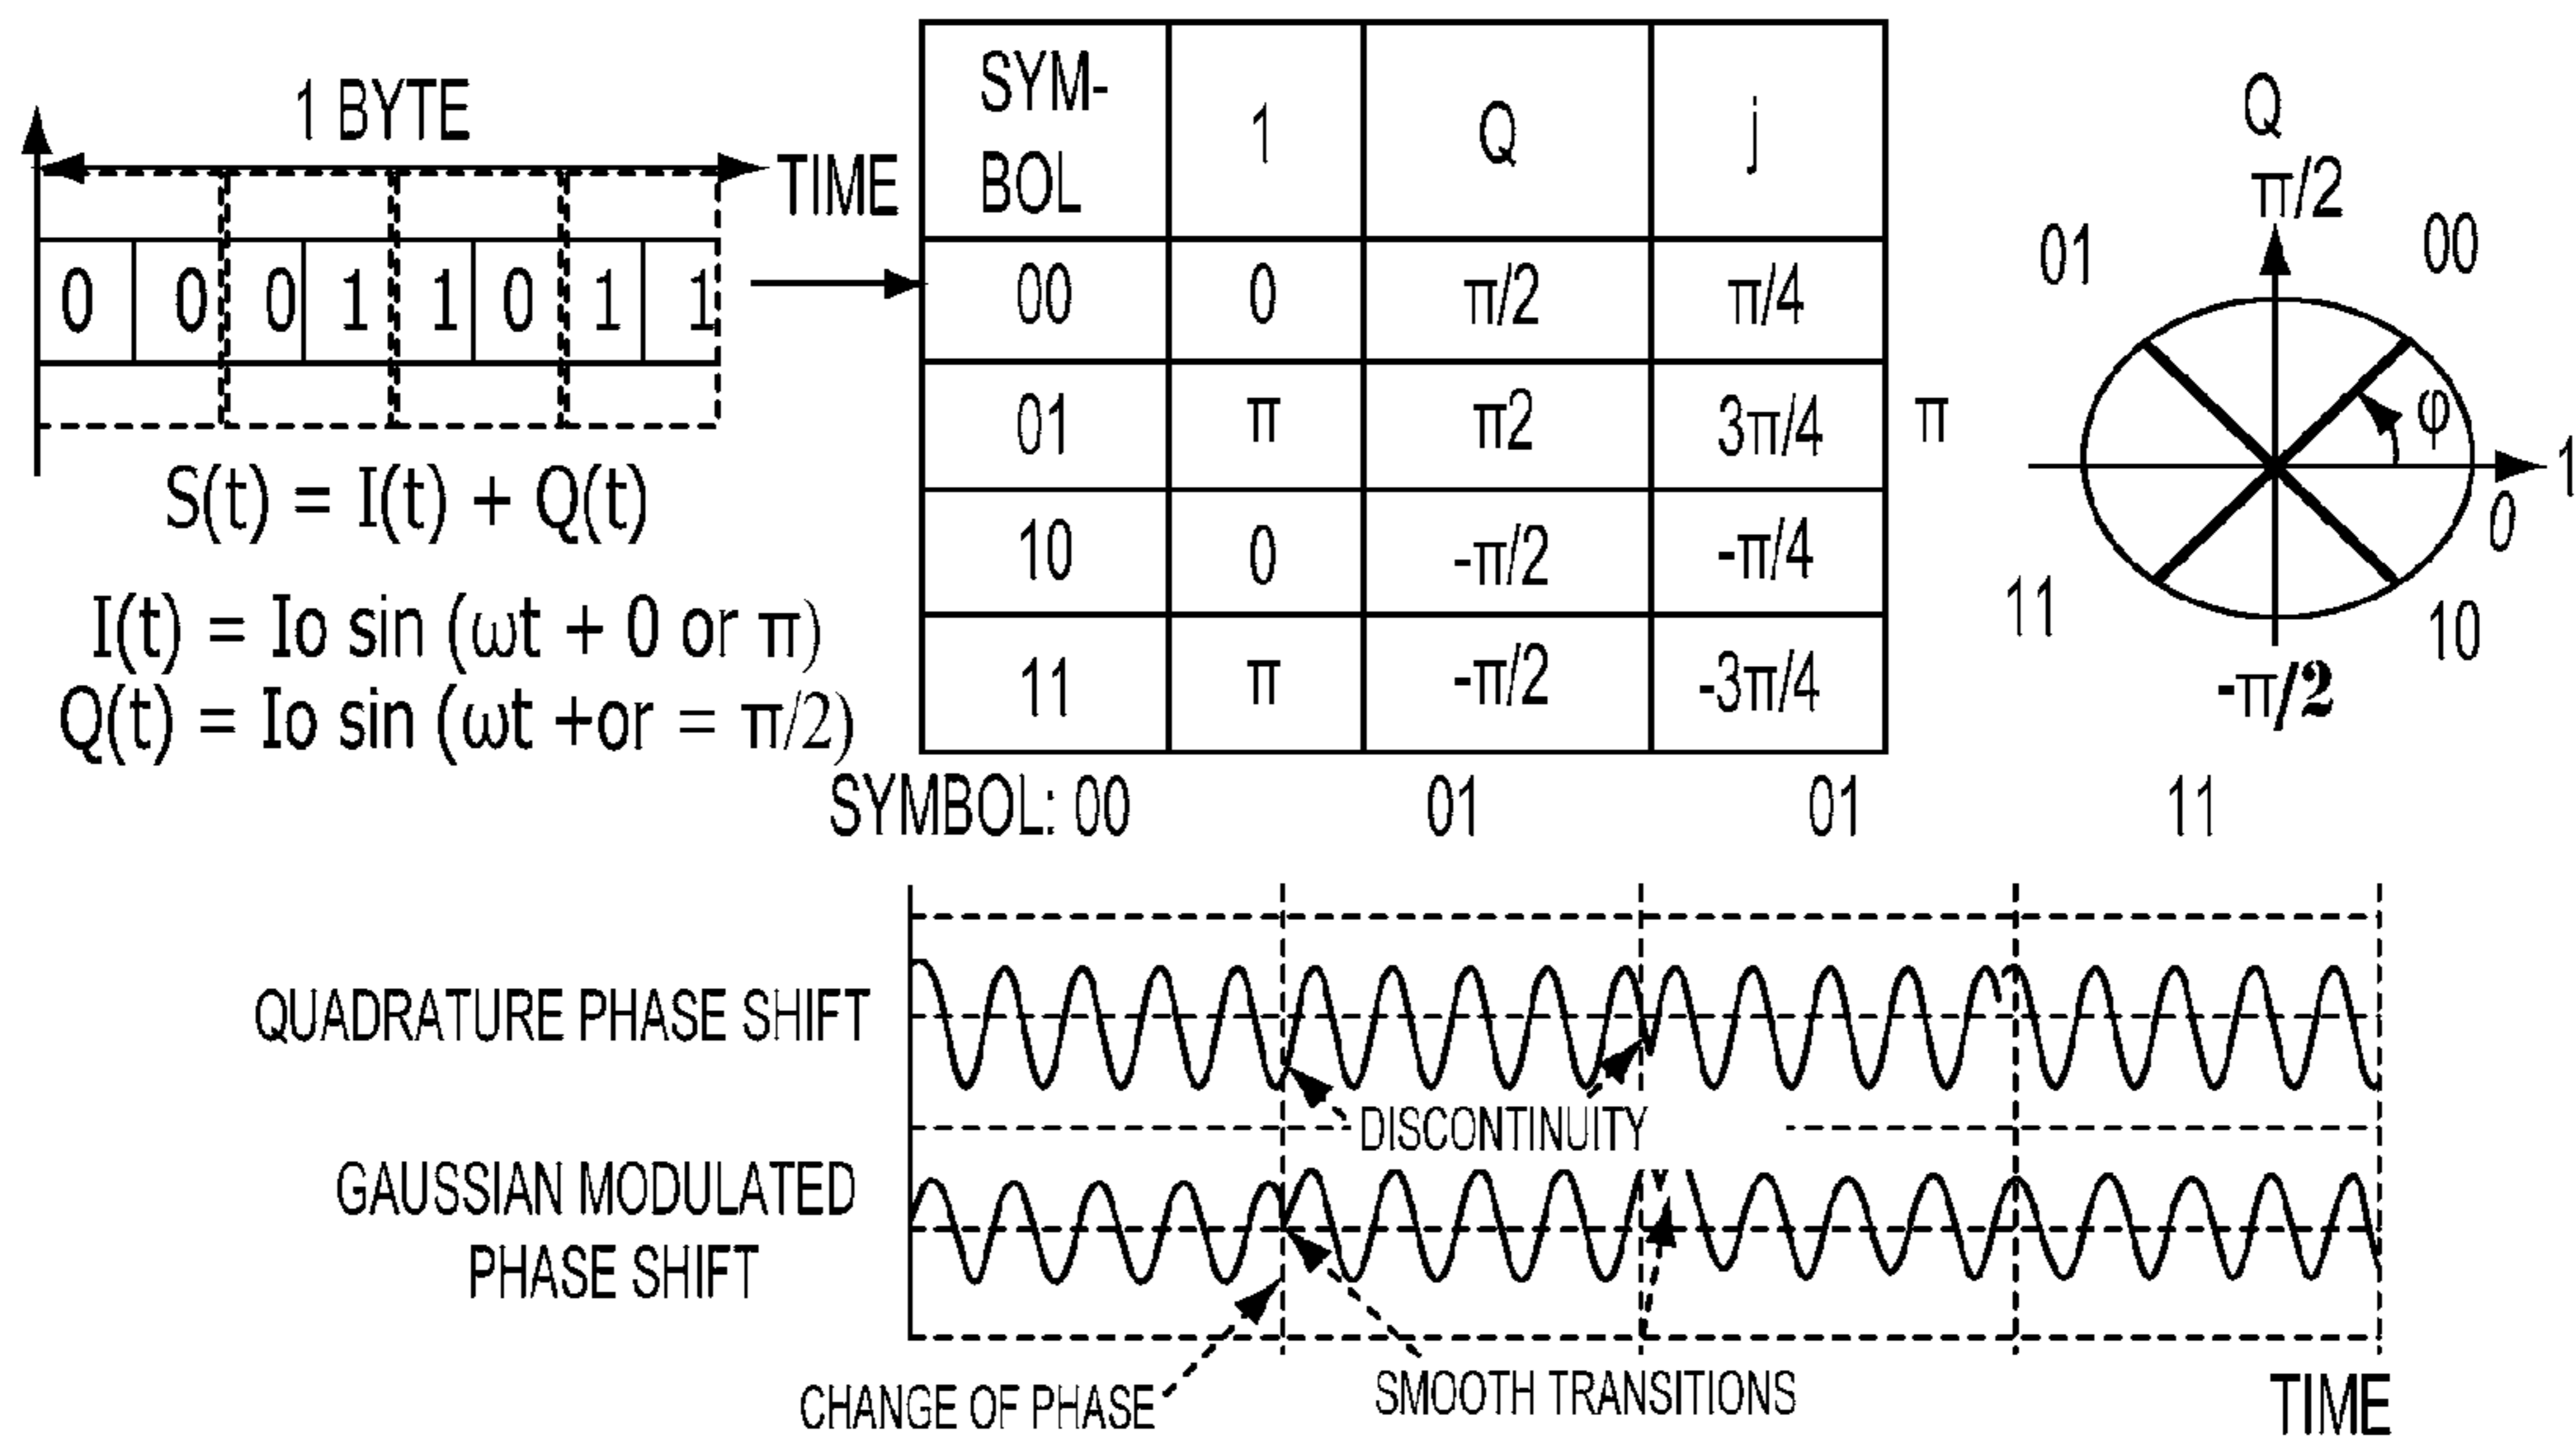 1 BYTE
TIME
0 0 0 1 1 0 1 1
S(t) = I(t) + Q(t)
I(t) = Io sin (ωt + 0 or π)
Q(t) = Io sin (ωt +or = π/2)
SYM-
BOL 1 Q j
00 0 π/2 π/4
01 π π2 3π/4
10 0 -π/2 -π/4
11 π -π/2 -3π/4
Q
π/2
01 00
π φ 1
0
11 10
-π/2
SYMBOL: 00 01 01 11
QUADRATURE PHASE SHIFT
DISCONTINUITY
GAUSSIAN MODULATED
PHASE SHIFT
CHANGE OF PHASE
SMOOTH TRANSITIONS
TIME